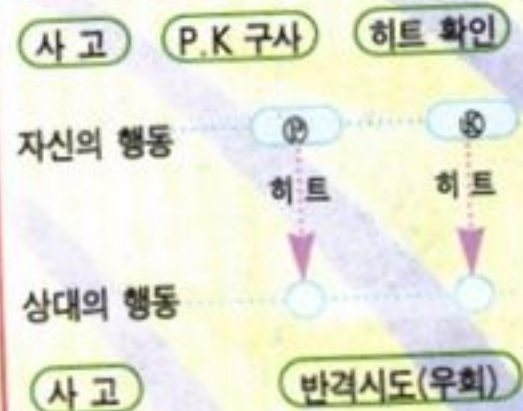 사 고 P.K 구사 히트 확인
자신의 행동 Ⓟ Ⓚ
히트 히트
상대의 행동
사 고 반격시도(우회)